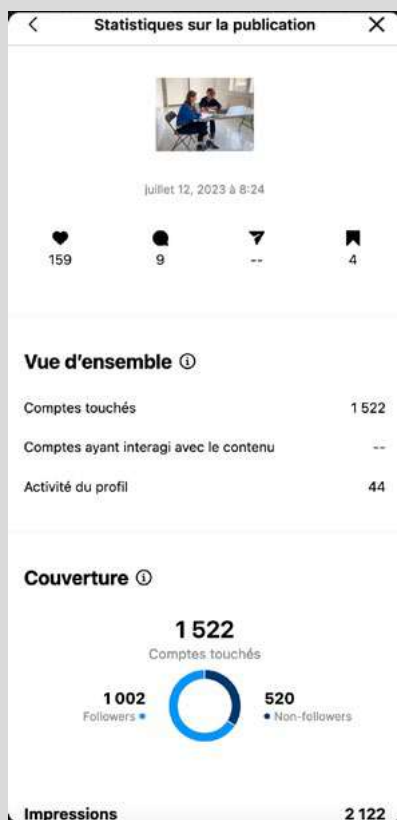 Statistiques sur la publication
juillet 12, 2023 à 8:24
159 9 -- 4
Vue d'ensemble
Comptes touchés 1 522
Comptes ayant interagi avec le contenu --
Activité du profil 44
Couverture
1 522
Comptes touchés
1 002 520
Followers Non-followers
Impressions 2 122